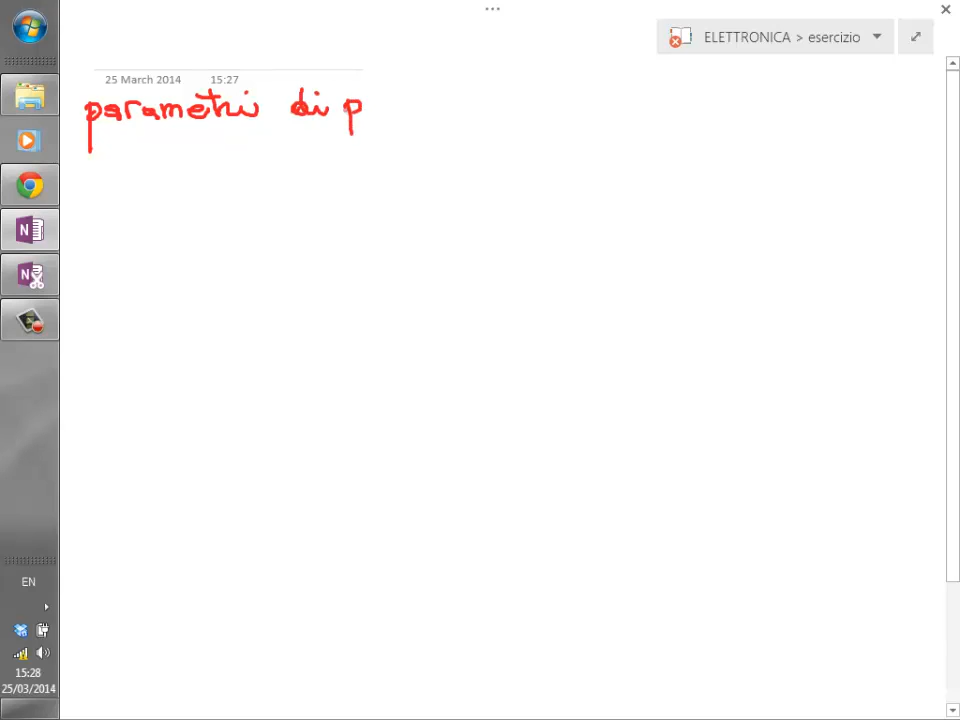 ...
ELETTRONICA > esercizio
25 March 2014 15:27
parametri di p
N
N
EN
15:28
25/03/2014